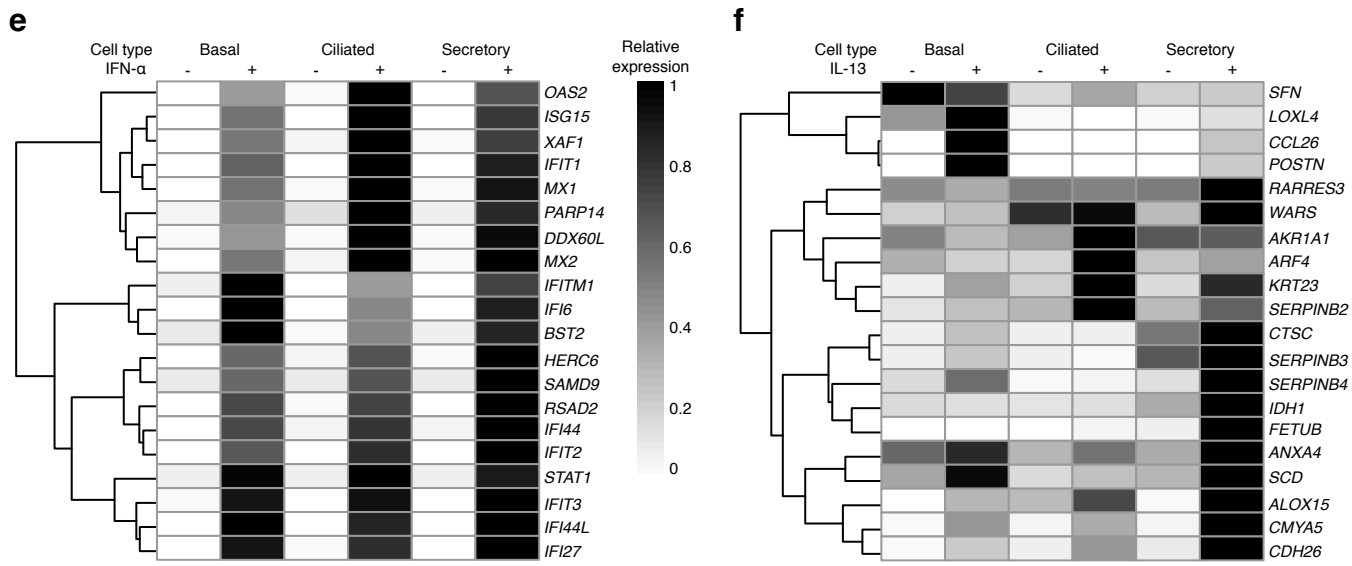 e
Cell type Basal Ciliated Secretory
IFN-α - + - + - +
Relative expression
OAS2
ISG15
XAF1
IFIT1
MX1
PARP14
DDX60L
MX2
IFITM1
IFI6
BST2
HERC6
SAMD9
RSAD2
IFI44
IFIT2
STAT1
IFIT3
IFI44L
IFI27
1
0.8
0.6
0.4
0.2
0
f
Cell type Basal Ciliated Secretory
IL-13 - + - + - +
SFN
LOXL4
CCL26
POSTN
RARRES3
WARS
AKR1A1
ARF4
KRT23
SERPINB2
CTSC
SERPINB3
SERPINB4
IDH1
FETUB
ANXA4
SCD
ALOX15
CMYA5
CDH26